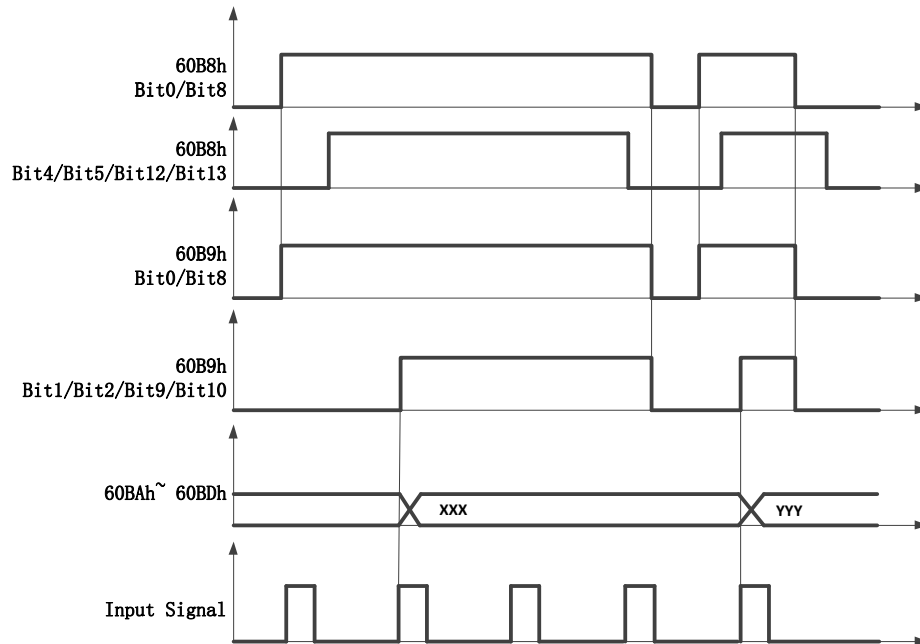 60B8h
Bit0/Bit8
60B8h
Bit4/Bit5/Bit12/Bit13
60B9h
Bit0/Bit8
60B9h
Bit1/Bit2/Bit9/Bit10
60BAh~ 60BDh
XXX
YYY
Input Signal